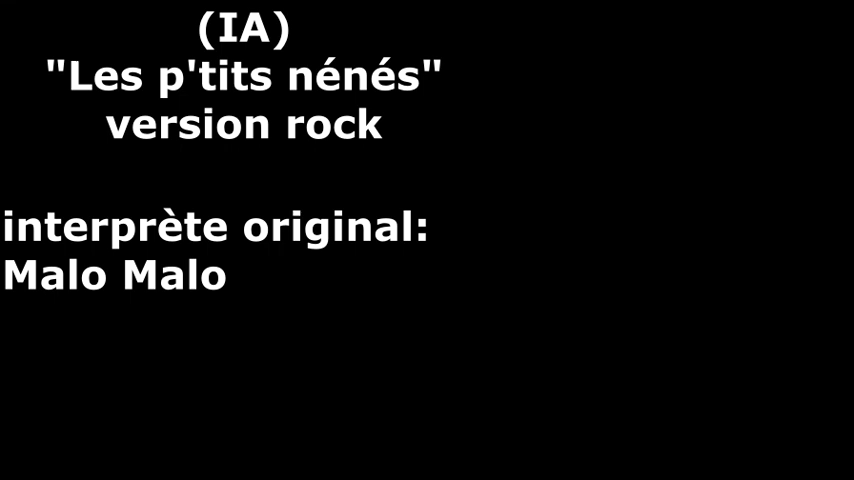 (IA)
"Les p'tits nénés"
version rock
interprète original:
Malo Malo